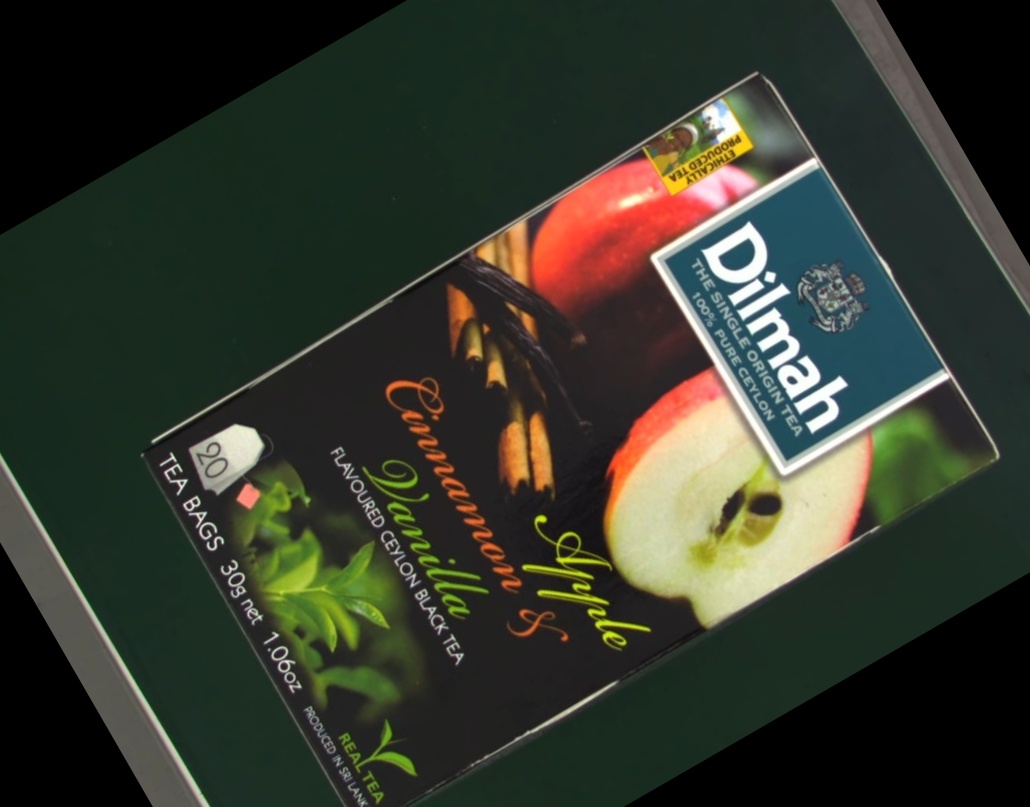 ETHICALLY
PRODUCED TEA
Dilmah
THE SINGLE ORIGIN TEA
100% PURE CEYLON
Apple
Cinnamon &
Vanilla
FLAVOURED CEYLON BLACK TEA
20
TEA BAGS 30g net 1.06oz
REAL TEA
PRODUCED IN SRI LANK